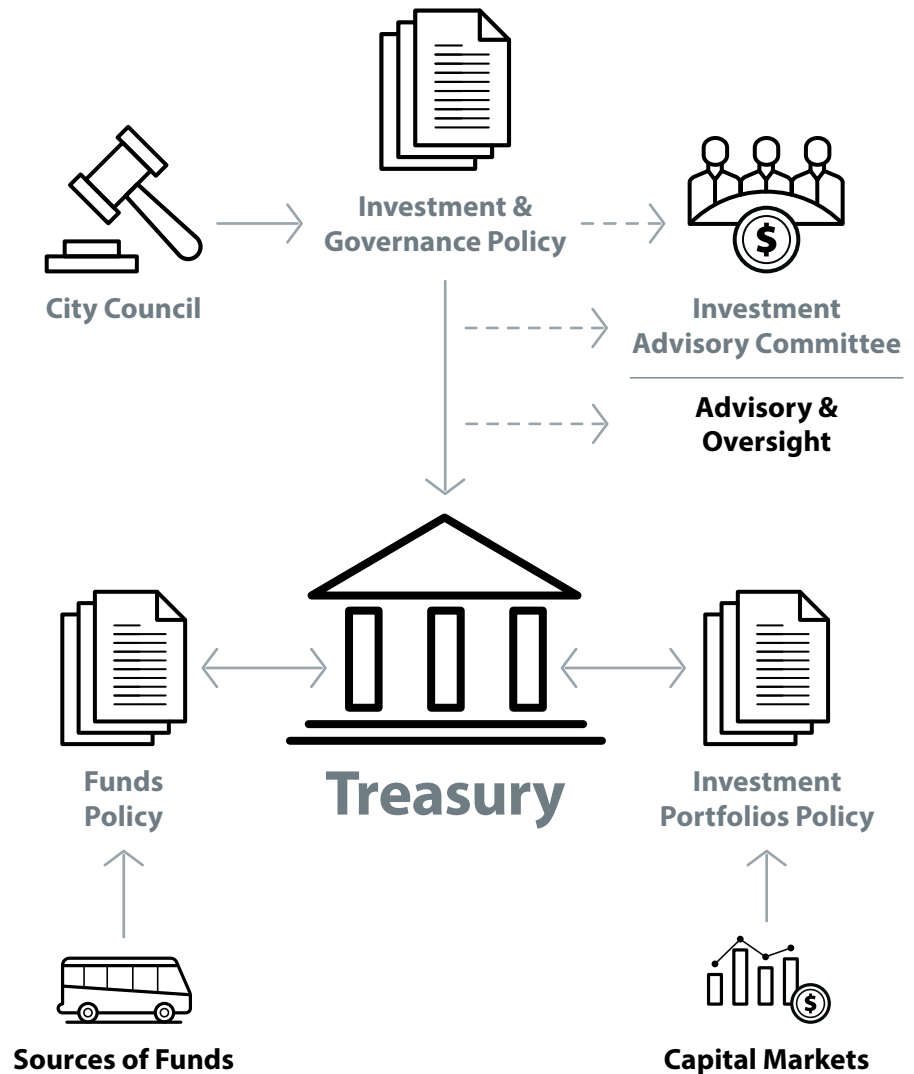 Investment &
Governance Policy
City Council
Investment
Advisory Committee
Advisory &
Oversight
$
Funds
Policy
Treasury
Investment
Portfolios Policy
$
Sources of Funds
Capital Markets